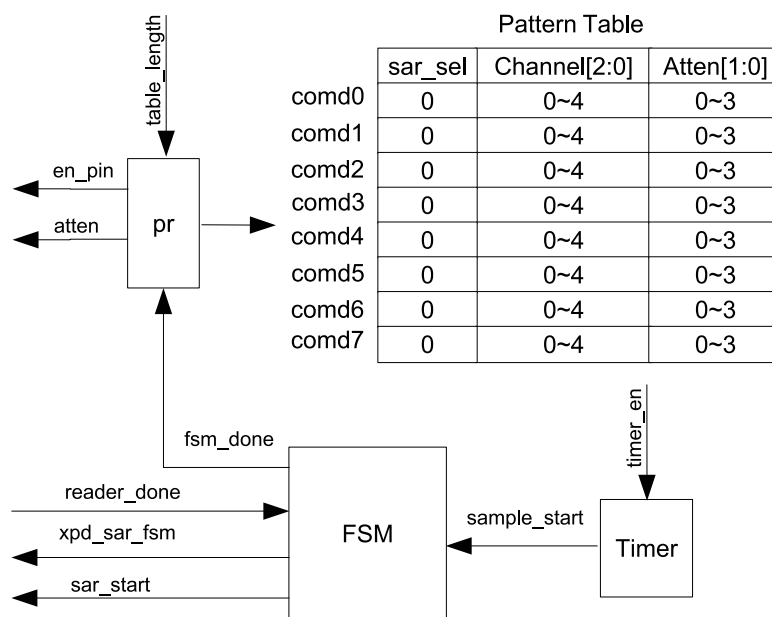 Pattern Table
sar_sel Channel[2:0] Atten[1:0]
comd0 0 0~4 0~3
comd1 0 0~4 0~3
comd2 0 0~4 0~3
comd3 0 0~4 0~3
comd4 0 0~4 0~3
comd5 0 0~4 0~3
comd6 0 0~4 0~3
comd7 0 0~4 0~3
table_length
en_pin
atten
pr
fsm_done
timer_en
reader_done
xpd_sar_fsm
sar_start
FSM
sample_start
Timer